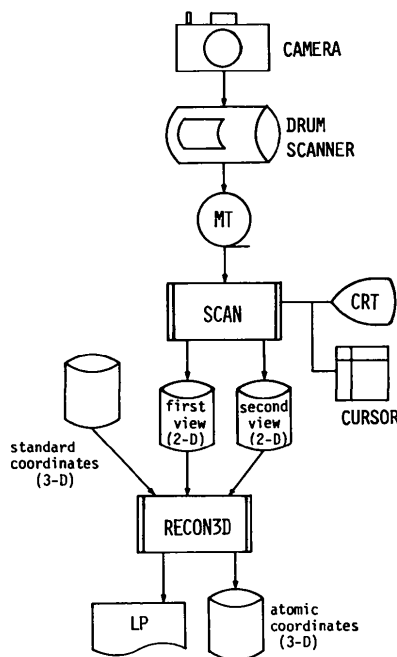 CAMERA
DRUM
SCANNER
MT
SCAN
CRT
CURSOR
first
view
(2-D)
second
view
(2-D)
standard
coordinates
(3-D)
RECON3D
LP
atomic
coordinates
(3-D)